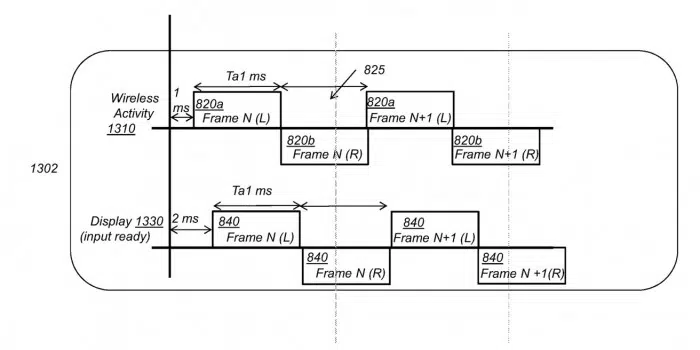 Ta1 ms
825
1
ms
Wireless
Activity
1310
820a
Frame N (L)
820a
Frame N+1 (L)
820b
Frame N (R)
820b
Frame N+1 (R)
1302
Ta1 ms
Display 1330
(input ready)
2 ms
840
Frame N (L)
840
Frame N+1 (L)
840
Frame N (R)
840
Frame N +1(R)